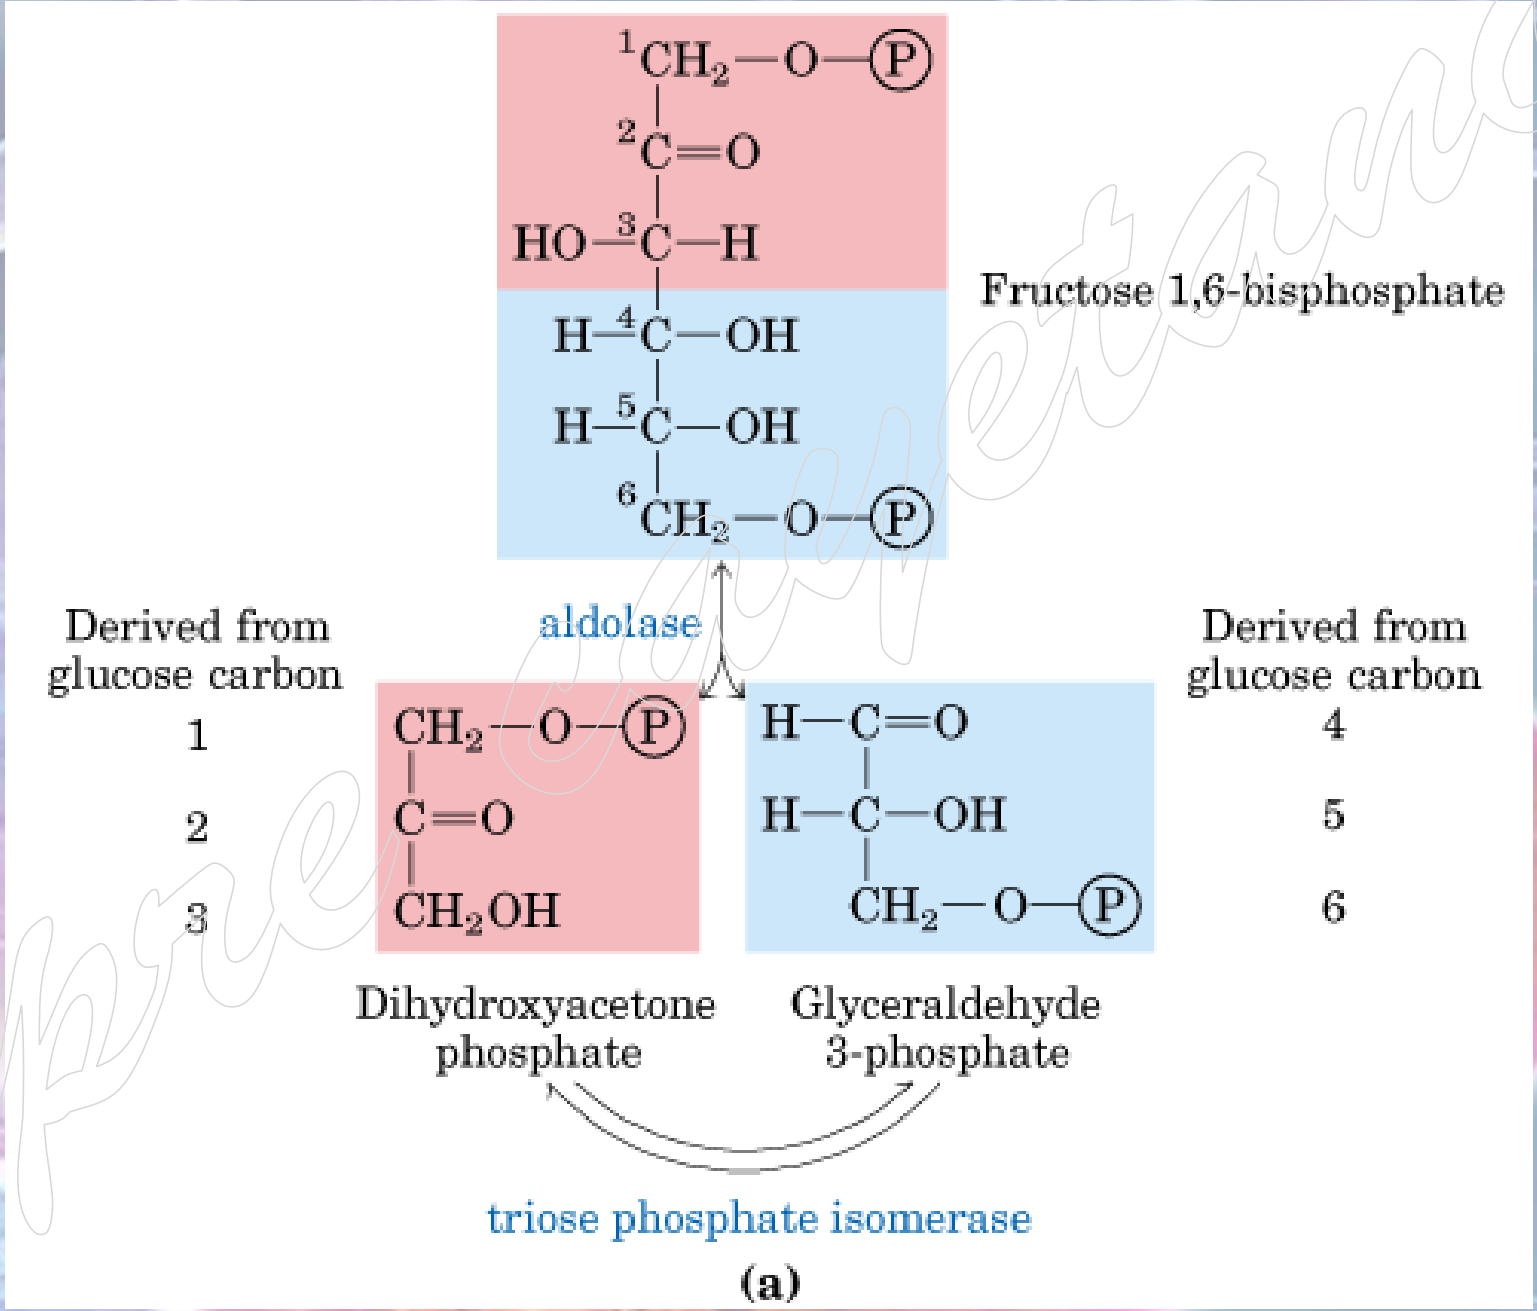 1CH2—O—P
2C=O
HO—3C—H
Fructose 1,6-bisphosphate
H—4C—OH
H—5C—OH
6CH2—O—P
aldolase
Derived from
glucose carbon
1
2
3
CH2—O—P
C=O
CH2OH
Dihydroxyacetone
phosphate
H—C=O
H—C—OH
CH2—O—P
Glyceraldehyde
3-phosphate
Derived from
glucose carbon
4
5
6
triose phosphate isomerase
(a)